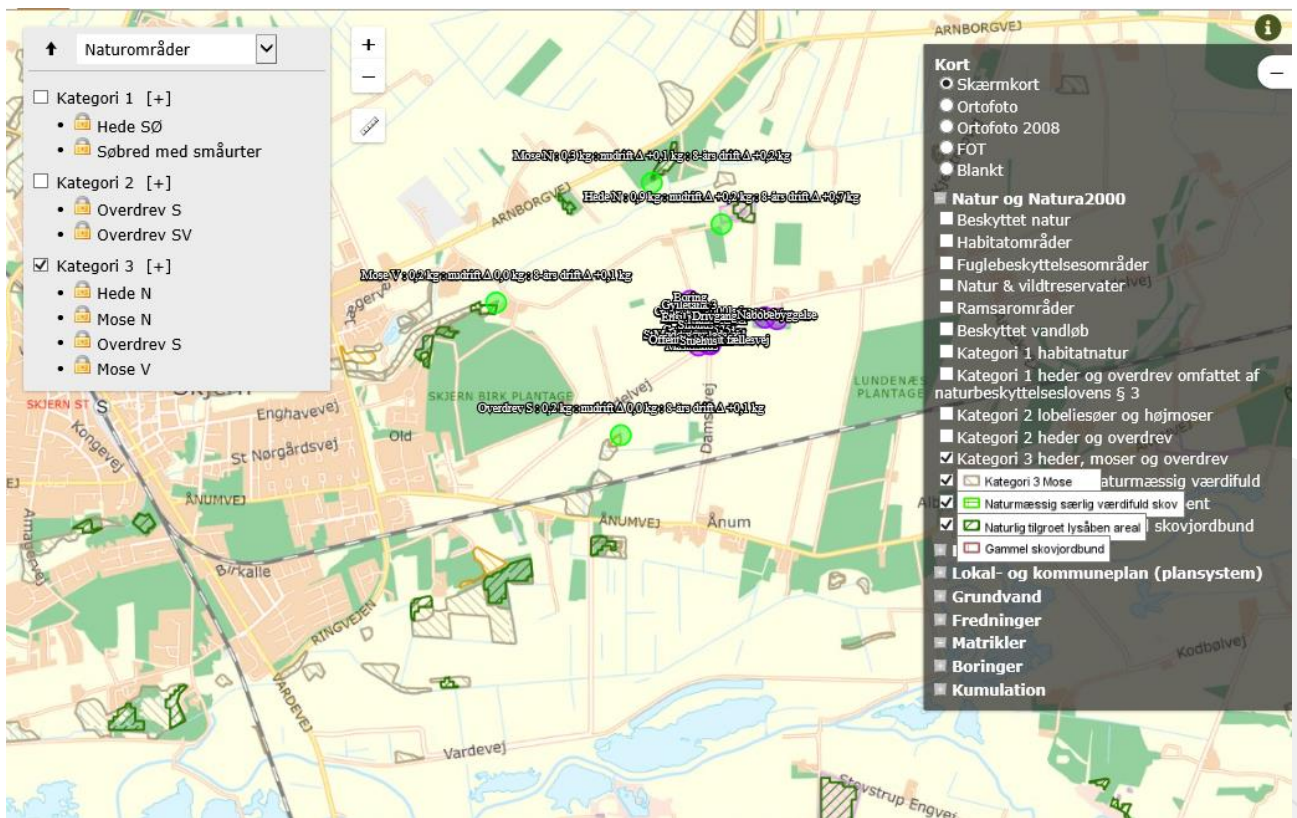 Naturområder
Kategori 1 [+]
Hede SØ
Søbred med småurter
Kategori 2 [+]
Overdrev S
Overdrev SV
Kategori 3 [+]
Hede N
Mose N
Overdrev S
Mose V
+
−
ARNBORGVEJ
ARNBORGVEJ
Mose N : 0,3 kg : nudrift Δ +0,1 kg : 8-års drift Δ +0,2 kg
Hede N : 0,9 kg : nudrift Δ +0,2 kg : 8-års drift Δ +0,7 kg
Mose V : 0,2 kg : nudrift Δ 0,0 kg : 8-års drift Δ +0,1 kg
Boring
Nabobebyggelse
Stuehus
fællesvej
SKJERN BIRK PLANTAGE
LUNDENÆS PLANTAGE
Overdrev S : 0,2 kg : nudrift Δ 0,0 kg : 8-års drift Δ +0,1 kg
SKJERN ST
S
Kongevej
Enghavevej
St Nørgårdsvej
Old
Damsvej
ÅNUMVEJ
ÅNUMVEJ
Ånum
Birkalle
RINGVEJEN
VARDEVEJ
Vardevej
Stovstrup Engvej
Kodbølvej
i
−
Kort
Skærmkort
Ortofoto
Ortofoto 2008
FOT
Blankt
Natur og Natura2000
Beskyttet natur
Habitatområder
Fuglebeskyttelsesområder
Natur & vildtreservater
Ramsarområder
Beskyttet vandløb
Kategori 1 habitatnatur
Kategori 1 heder og overdrev omfattet af
naturbeskyttelseslovens § 3
Kategori 2 lobeliesøer og højmoser
Kategori 2 heder og overdrev
Kategori 3 heder, moser og overdrev
Kategori 3 Mose aturmæssig værdifuld
Naturmæssig særlig værdifuld skov ent
Naturlig tilgroet lysåben areal skovjordbund
Gammel skovjordbund
Lokal- og kommuneplan (plansystem)
Grundvand
Fredninger
Matrikler
Boringer
Kumulation